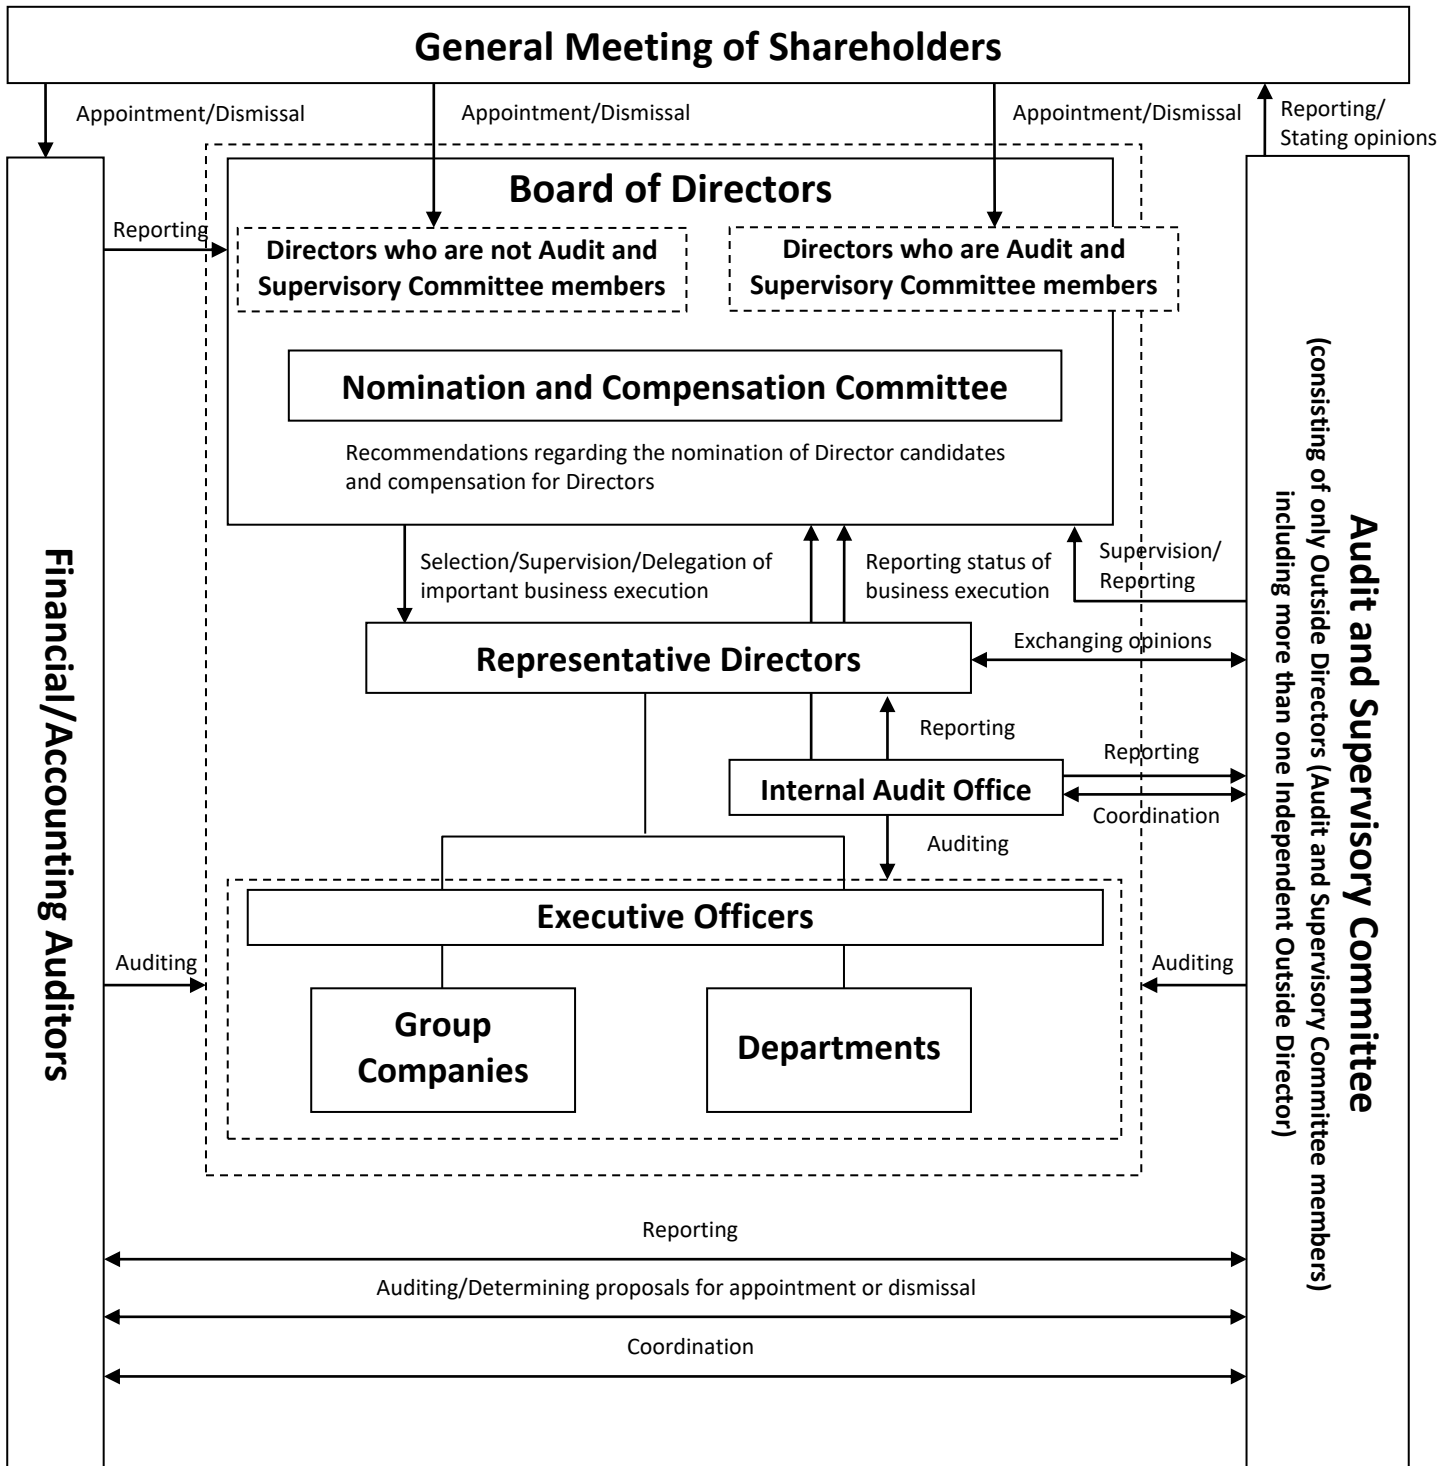 General Meeting of Shareholders
Appointment/Dismissal
Appointment/Dismissal
Appointment/Dismissal
Reporting/
Stating opinions
Board of Directors
Reporting
Directors who are not Audit and
Supervisory Committee members
Directors who are Audit and
Supervisory Committee members
Nomination and Compensation Committee
Recommendations regarding the nomination of Director candidates
and compensation for Directors
Selection/Supervision/Delegation of
important business execution
Reporting status of
business execution
Supervision/
Reporting
Representative Directors
Exchanging opinions
Reporting
Internal Audit Office
Reporting
Coordination
Auditing
Executive Officers
Auditing
Auditing
Group
Companies
Departments
Financial/Accounting Auditors
Audit and Supervisory Committee
(consisting of only Outside Directors (Audit and Supervisory Committee members)
including more than one Independent Outside Director)
Reporting
Auditing/Determining proposals for appointment or dismissal
Coordination